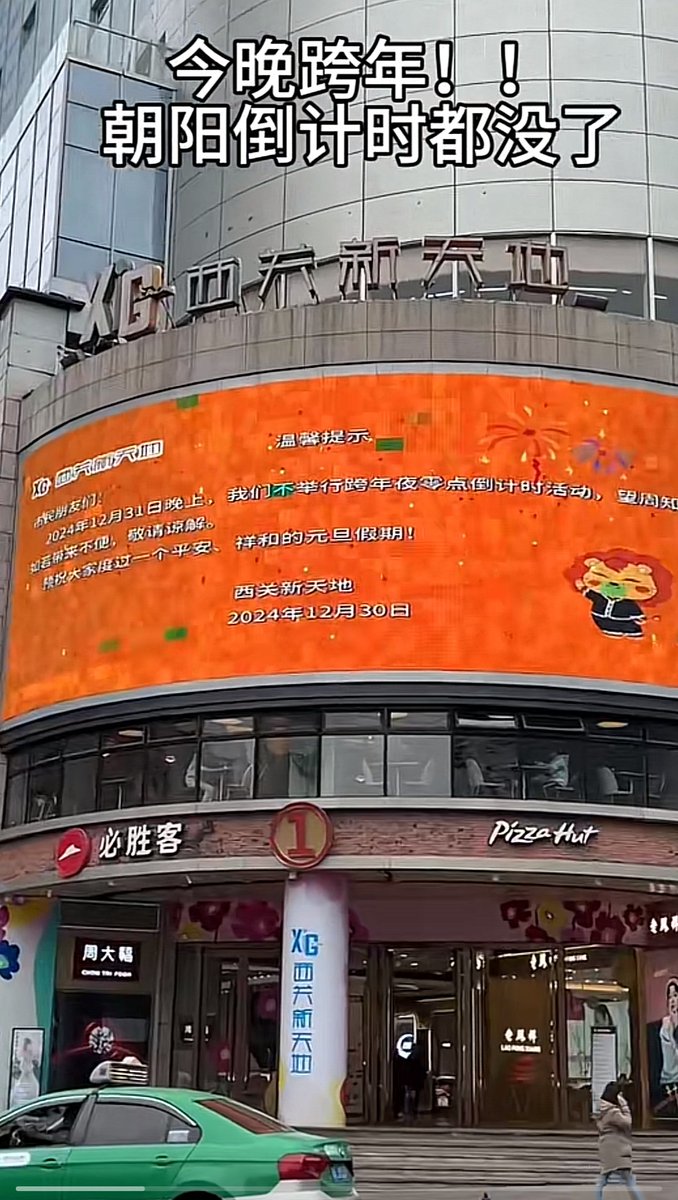 今晚跨年！！
朝阳倒计时都没了
XG 西关新天地
XG 西关新天地
温馨提示
市民朋友们！
2024年12月31日晚上，我们不举行跨年夜零点倒计时活动，望周知
如若带来不便，敬请谅解。
预祝大家度过一个平安、祥和的元旦假期！
西关新天地
2024年12月30日
必胜客
1
Pizza Hut
周大福
CHOW TAI FOOK
XG 西关新天地
老凤祥
LAO FENG XIANG
老凤祥